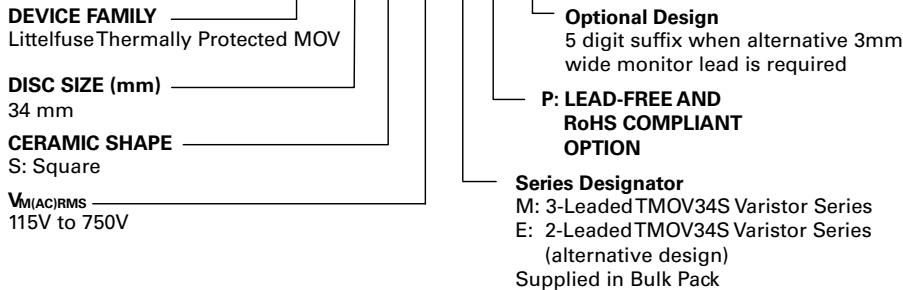 DEVICE FAMILY
Littelfuse Thermally Protected MOV
DISC SIZE (mm)
34 mm
CERAMIC SHAPE
S: Square
VM(AC)RMS
115V to 750V
Optional Design
5 digit suffix when alternative 3mm
wide monitor lead is required
P: LEAD-FREE AND
RoHS COMPLIANT
OPTION
Series Designator
M: 3-Leaded TMOV34S Varistor Series
E: 2-Leaded TMOV34S Varistor Series
(alternative design)
Supplied in Bulk Pack